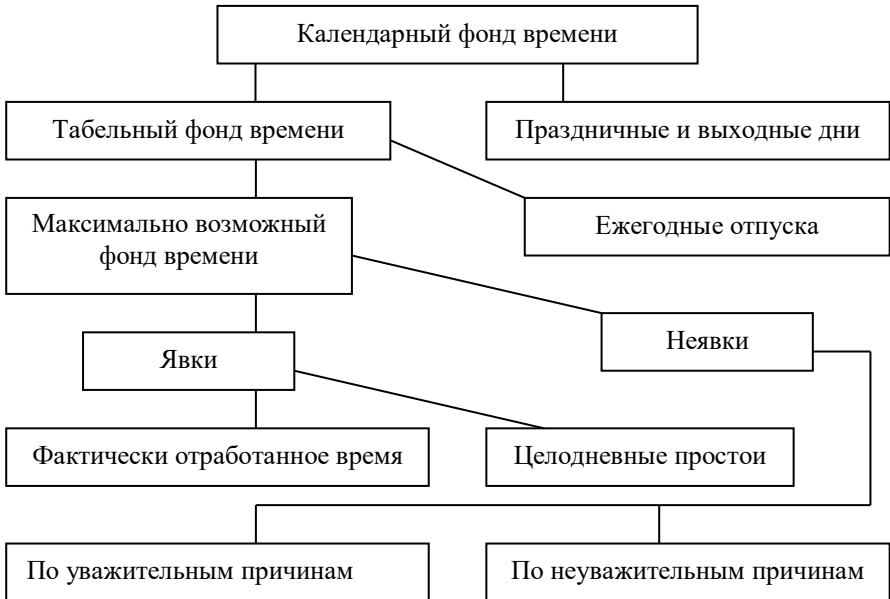 Календарный фонд времени
Табельный фонд времени
Праздничные и выходные дни
Максимально возможный
фонд времени
Ежегодные отпуска
Неявки
Явки
Фактически отработанное время
Целодневные простои
По уважительным причинам
По неуважительным причинам